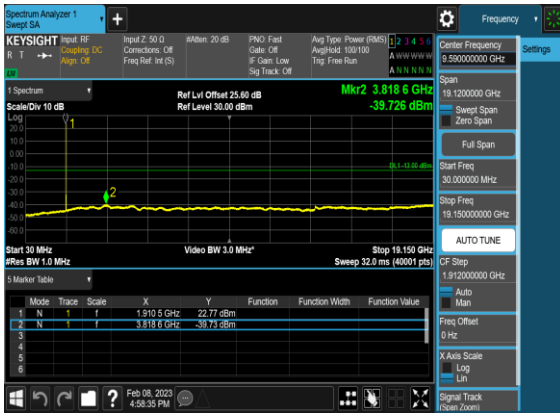 Spectrum Analyzer 1
Swept SA
+
Frequency
KEYSIGHT Input: RF Input Z: 50 Ω #Atten: 20 dB PNO: Fast Avg Type: Power (RMS) 1 2 3 4 5 6
R T Coupling: DC Corrections: Off Gate: Off Avg|Hold: 100/100 A W W W W W
Align: Off Freq Ref: Int (S) IF Gain: Low Trig: Free Run
Sig Track: Off A N N N N N
LXI
Center Frequency
9.590000000 GHz
Settings
1 Spectrum
Scale/Div 10 dB
Ref Lvl Offset 25.60 dB
Ref Level 30.00 dBm
Mkr2 3.818 6 GHz
-39.726 dBm
Log
20.0
10.0
0.00
-10.0
-20.0
-30.0
-40.0
-50.0
-60.0
1
2
DL1 -13.00 dBm
Start 30 MHz
#Res BW 1.0 MHz
Video BW 3.0 MHz*
Stop 19.150 GHz
Sweep 32.0 ms (40001 pts)
Span
19.1200000 GHz
Swept Span
Zero Span
Full Span
Start Freq
30.000000 MHz
Stop Freq
19.150000000 GHz
AUTO TUNE
CF Step
1.912000000 GHz
Auto
Man
Freq Offset
0 Hz
X Axis Scale
Log
Lin
Signal Track
(Span Zoom)
5 Marker Table
Mode Trace Scale X Y Function Function Width Function Value
1 N 1 f 1.910 5 GHz 22.77 dBm
2 N 1 f 3.818 6 GHz -39.73 dBm
3
4
5
6
?
Feb 08, 2023
4:58:35 PM